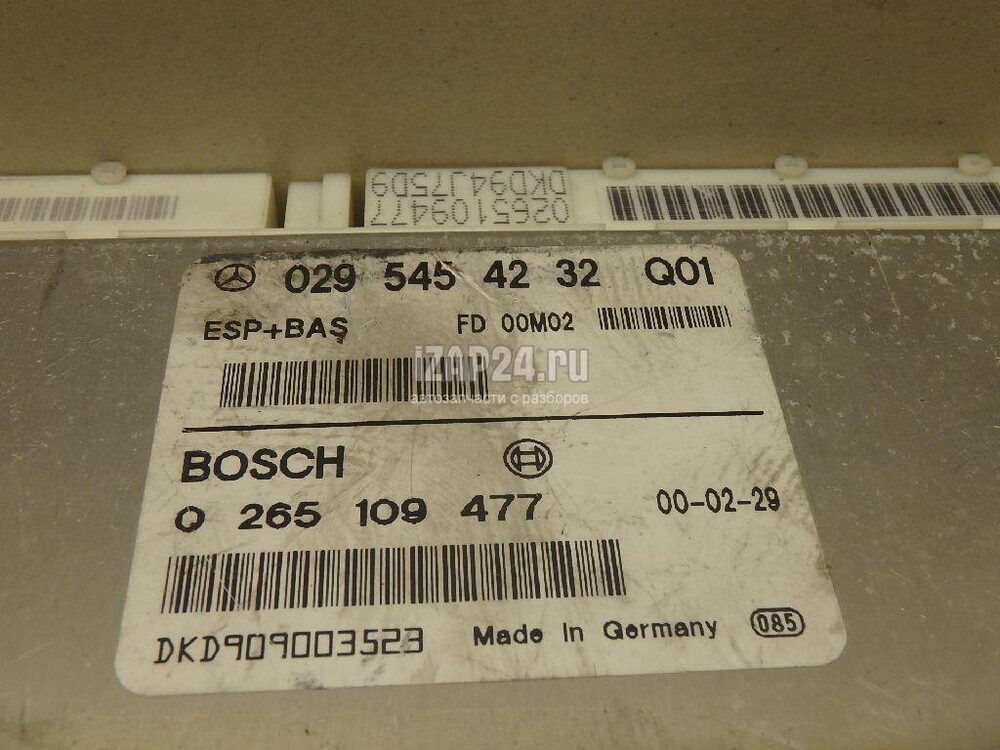 0265109477
DKD94J75D9
029 545 42 32 Q01
ESP+BAS
FD 00M02
iZAP24.ru
автозапчасти с разборов
BOSCH
0 265 109 477
00-02-29
DKD909003523
Made in Germany
085